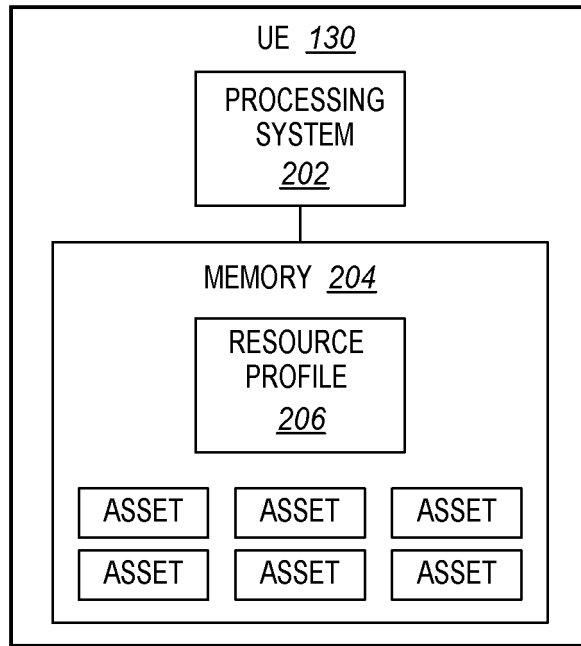 UE 130
PROCESSING
SYSTEM
202
MEMORY 204
RESOURCE
PROFILE
206
ASSET ASSET ASSET
ASSET ASSET ASSET